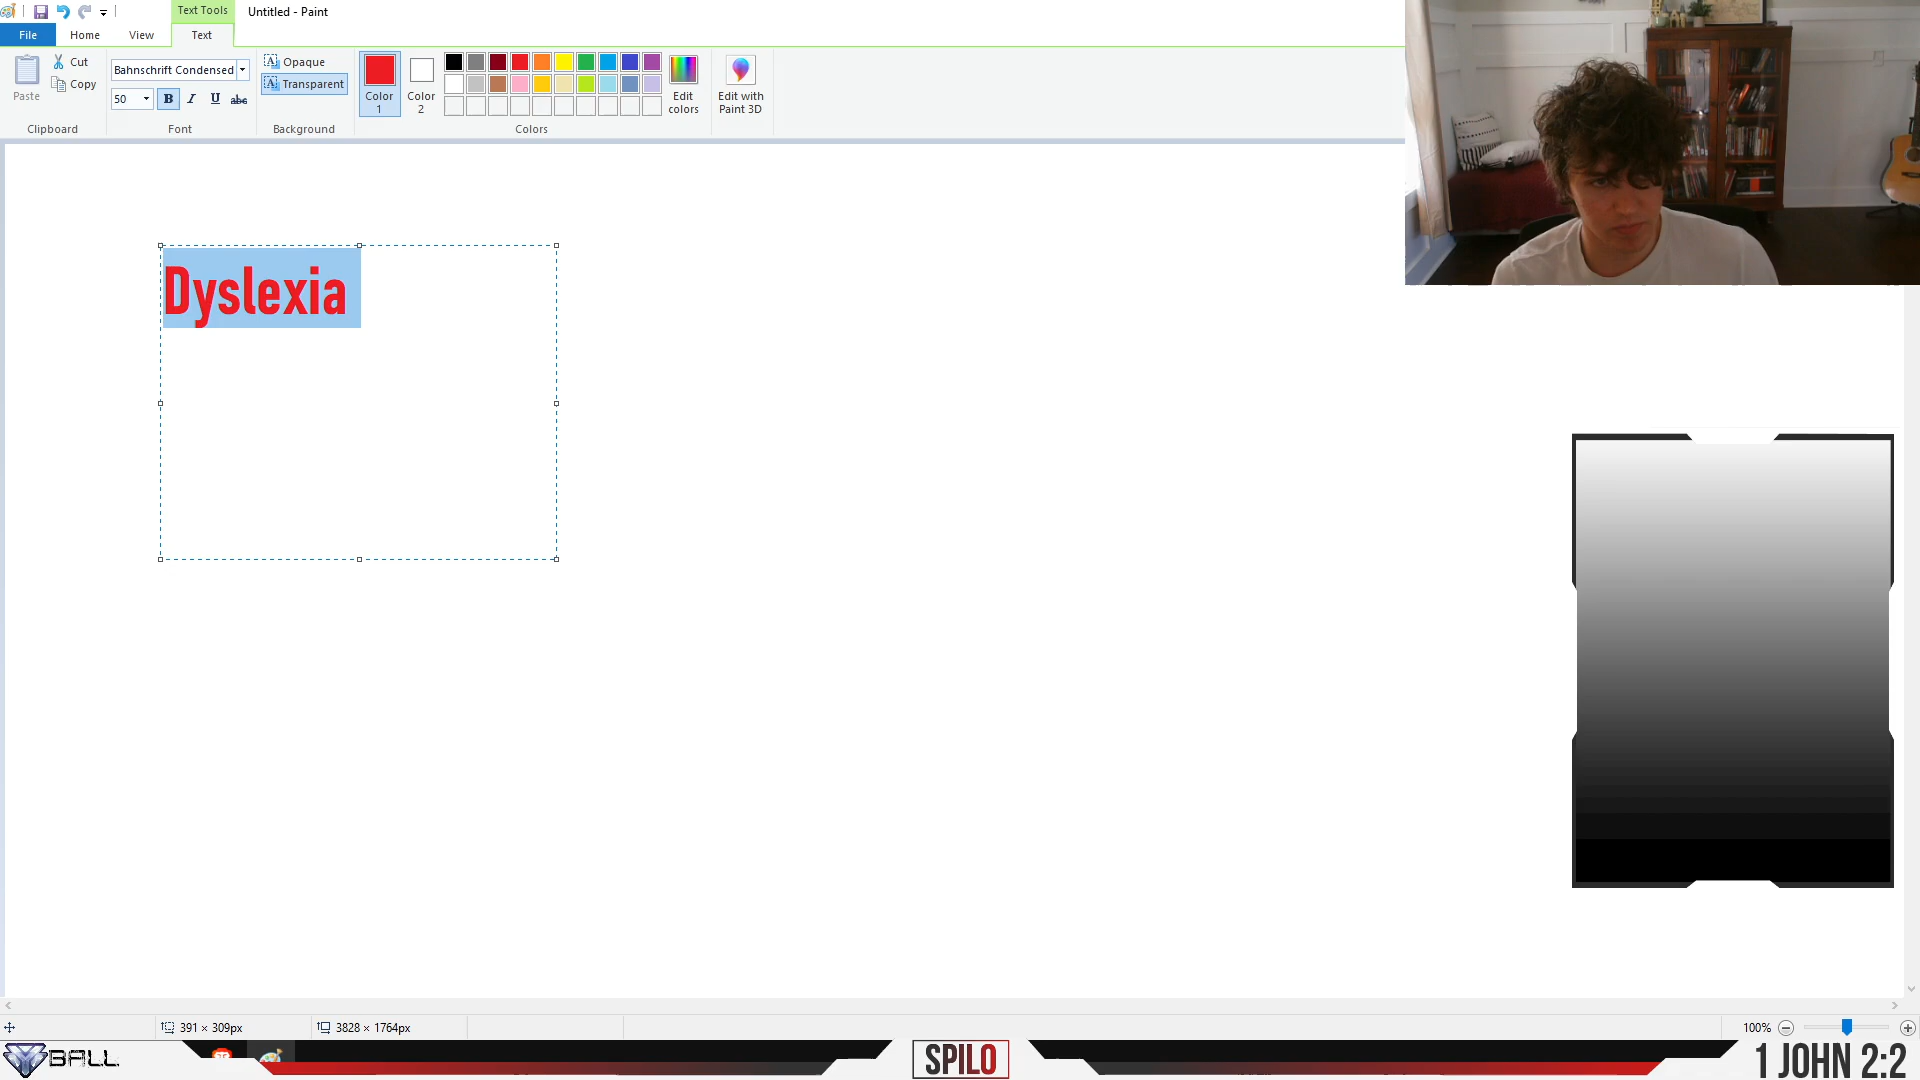 Text Tools
Untitled - Paint
File
Home
View
Text
Paste
Cut
Copy
Clipboard
Bahnschrift Condensed
50
B
I
U
abc
Font
Opaque
Transparent
Background
Color 1
Color 2
Colors
Edit colors
Edit with Paint 3D
Dyslexia
391 × 309px
3828 × 1764px
100%
BALL
SPILO
1 JOHN 2:2